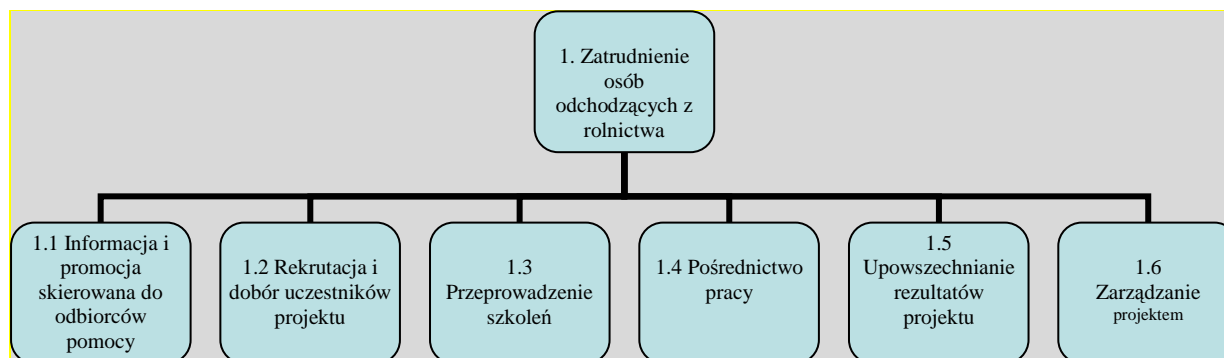 1. Zatrudnienie
osób
odchodzących z
rolnictwa
1.1 Informacja i
promocja
skierowana do
odbiorców
pomocy
1.2 Rekrutacja i
dobór uczestników
projektu
1.3
Przeprowadzenie
szkoleń
1.4 Pośrednictwo
pracy
1.5
Upowszechnianie
rezultatów
projektu
1.6
Zarządzanie
projektem